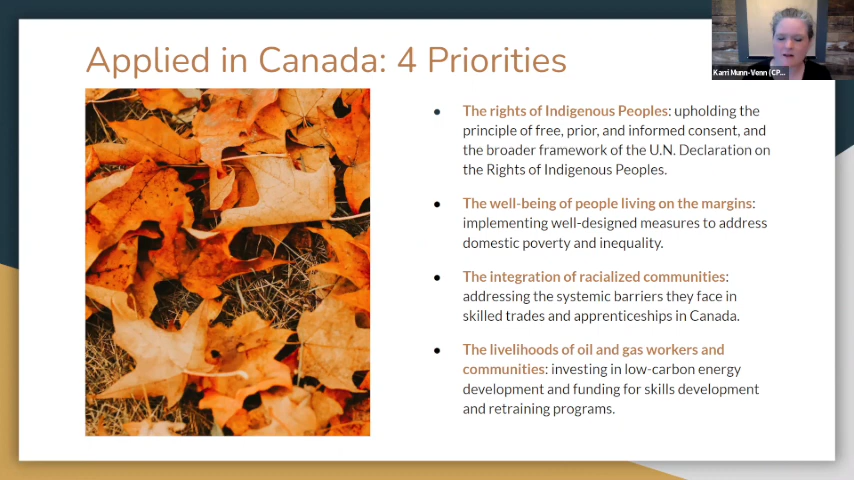 Applied in Canada: 4 Priorities
Karri Munn-Venn (CP...
● The rights of Indigenous Peoples: upholding the
principle of free, prior, and informed consent, and
the broader framework of the U.N. Declaration on
the Rights of Indigenous Peoples.
● The well-being of people living on the margins:
implementing well-designed measures to address
domestic poverty and inequality.
● The integration of racialized communities:
addressing the systemic barriers they face in
skilled trades and apprenticeships in Canada.
● The livelihoods of oil and gas workers and
communities: investing in low-carbon energy
development and funding for skills development
and retraining programs.